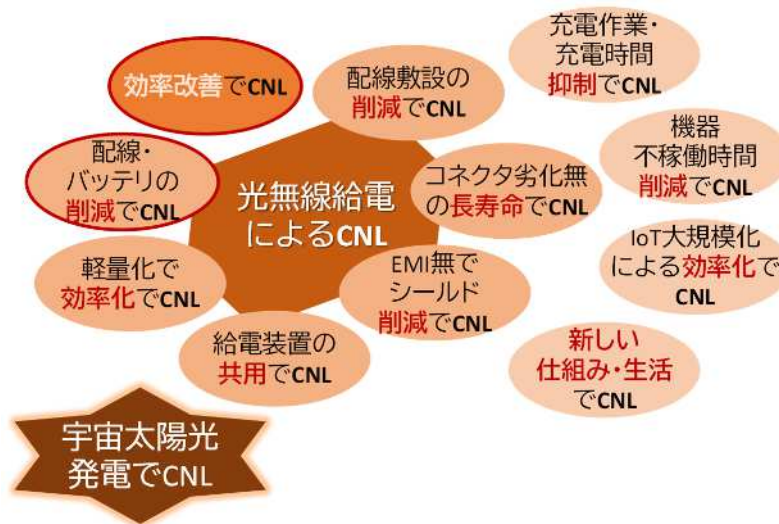 効率改善でCNL
配線敷設の
削減でCNL
充電作業・
充電時間
抑制でCNL
配線・
バッテリの
削減でCNL
光無線給電
によるCNL
コネクタ劣化無
の長寿命でCNL
機器
不稼働時間
削減でCNL
軽量化で
効率化でCNL
EMI無で
シールド
削減でCNL
IoT大規模化
による効率化で
CNL
給電装置の
共用でCNL
新しい
仕組み・生活
でCNL
宇宙太陽光
発電でCNL